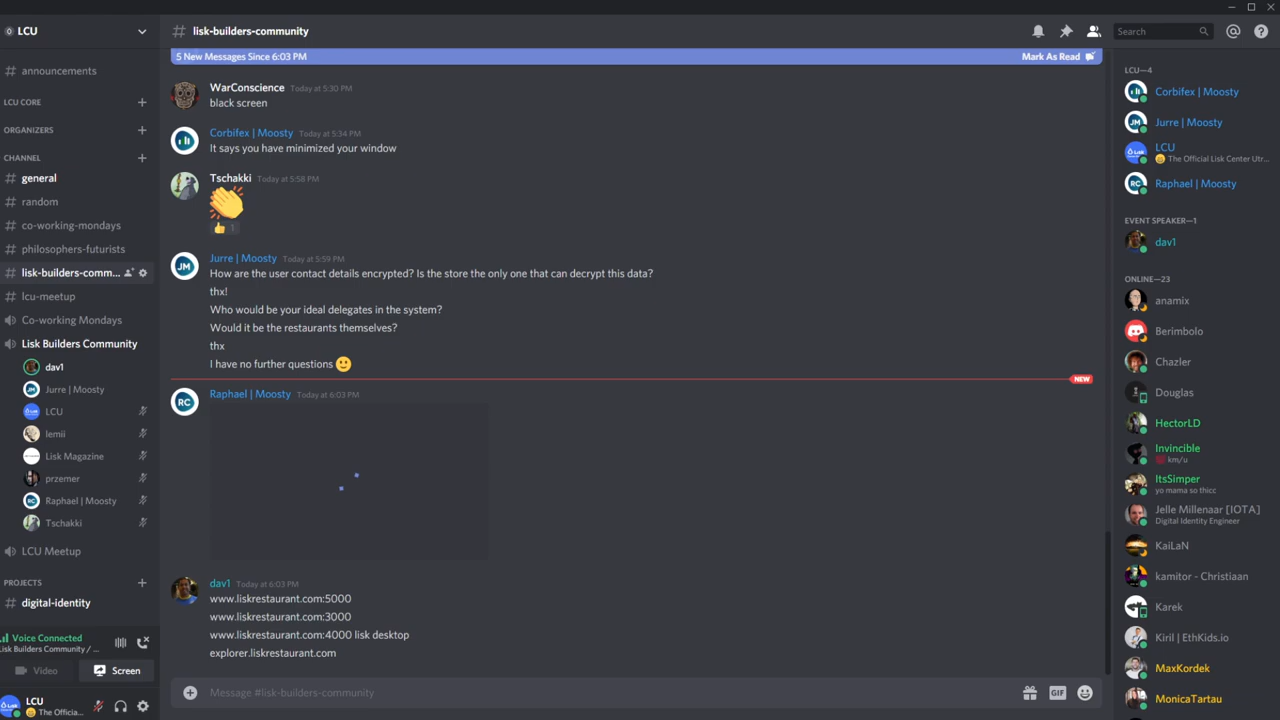 LCU
announcements
LCU CORE
ORGANIZERS
CHANNEL
general
random
co-working-mondays
philosophers-futurists
lisk-builders-comm...
lcu-meetup
Co-working Mondays
Lisk Builders Community
dav1
Jurre | Moosty
LCU
lemii
Lisk Magazine
przemer
Raphael | Moosty
Tschakki
LCU Meetup
PROJECTS
digital-identity
Voice Connected
Lisk Builders Community / ...
Video
Screen
LCU
The Officia...
# lisk-builders-community
Search
5 New Messages Since 6:03 PM
Mark As Read
WarConscience Today at 5:30 PM
black screen
Corbifex | Moosty Today at 5:34 PM
It says you have minimized your window
Tschakki Today at 5:58 PM
1
JM
Jurre | Moosty Today at 5:59 PM
How are the user contact details encrypted? Is the store the only one that can decrypt this data?
thx!
Who would be your ideal delegates in the system?
Would it be the restaurants themselves?
thx
I have no further questions
NEW
RC
Raphael | Moosty Today at 6:03 PM
dav1 Today at 6:03 PM
www.liskrestaurant.com:5000
www.liskrestaurant.com:3000
www.liskrestaurant.com:4000 lisk desktop
explorer.liskrestaurant.com
Message #lisk-builders-community
GIF
LCU—4
Corbifex | Moosty
JM
Jurre | Moosty
LCU
The Official Lisk Center Utr...
RC
Raphael | Moosty
EVENT SPEAKER—1
dav1
ONLINE—23
anamix
Berimbolo
Chazler
Douglas
HectorLD
Invincible
km/u
ItsSimper
yo mama so thicc
Jelle Millenaar [IOTA]
Digital Identity Engineer
KaiLaN
kamitor - Christiaan
Karek
Kiril | EthKids.io
MaxKordek
MonicaTartau